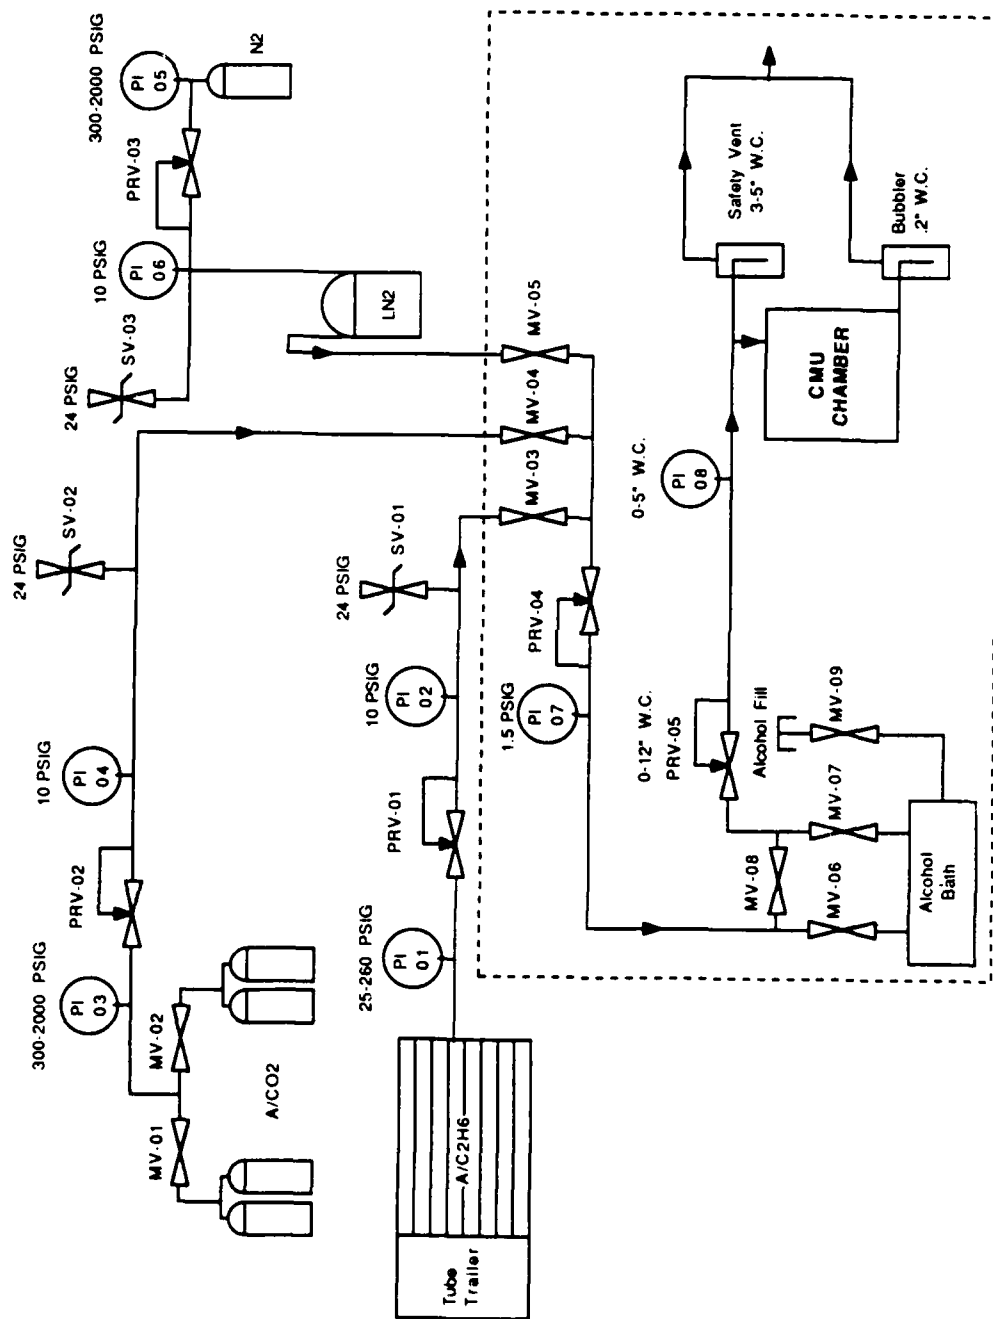 300-2000 PSIG
PI
05
N2
PRV-03
10 PSIG
PI
06
24 PSIG
SV-03
LN2
24 PSIG
SV-02
10 PSIG
PI
04
PRV-02
300-2000 PSIG
PI
03
MV-02
MV-01
A/CO2
24 PSIG
SV-01
10 PSIG
PI
02
PRV-01
25-260 PSIG
PI
01
A/C2H6
Tube
Trailer
MV-05
MV-04
MV-03
PRV-04
1.5 PSIG
PI
07
Safety Vent
3-5" W.C.
Bubbler
.2" W.C.
CMU
CHAMBER
0-5" W.C.
PI
08
0-12" W.C.
PRV-05
Alcohol Fill
MV-09
MV-07
MV-08
MV-06
Alcohol
Bath